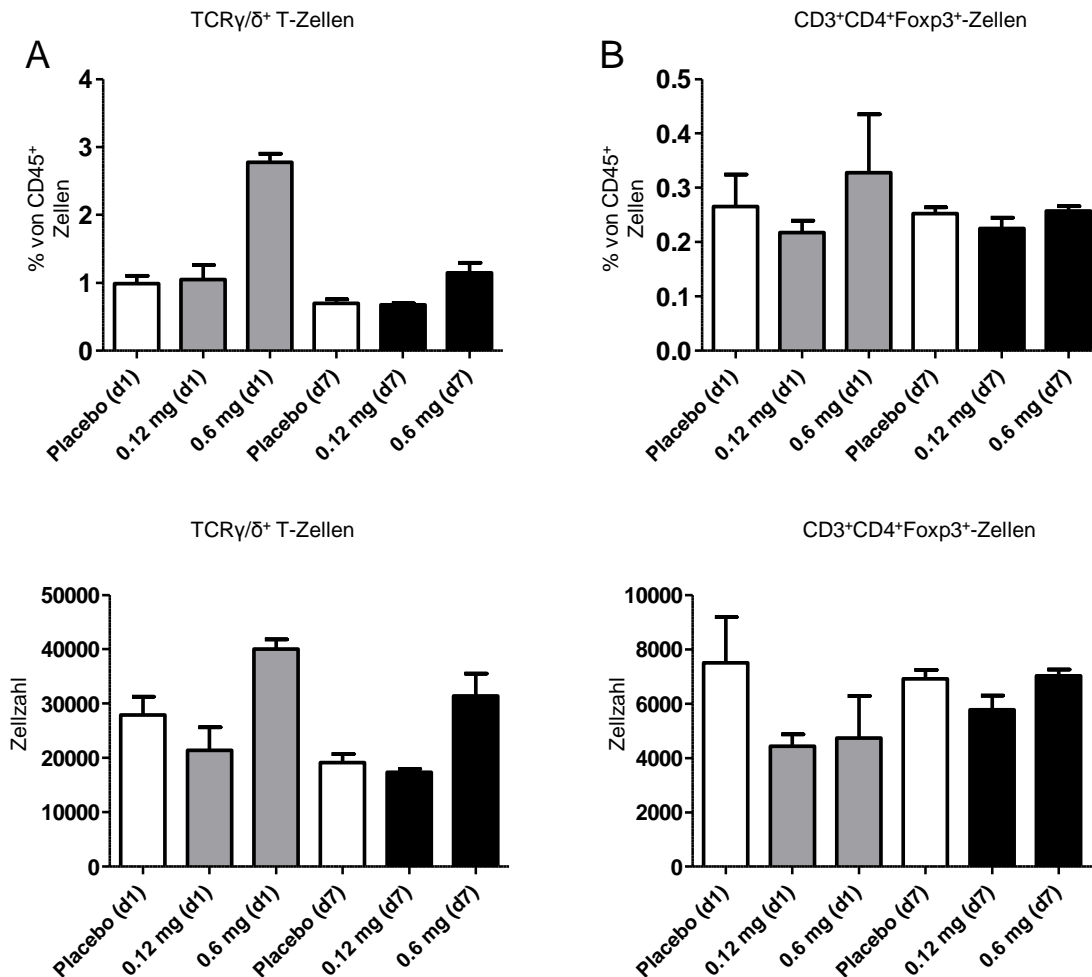 TCRγ/δ⁺ T-Zellen
A
4
3
2
1
0
% von CD45⁺
Zellen
Placebo (d1)
0.12 mg (d1)
0.6 mg (d1)
Placebo (d7)
0.12 mg (d7)
0.6 mg (d7)
CD3⁺CD4⁺Foxp3⁺-Zellen
B
0.5
0.4
0.3
0.2
0.1
0.0
% von CD45⁺
Zellen
Placebo (d1)
0.12 mg (d1)
0.6 mg (d1)
Placebo (d7)
0.12 mg (d7)
0.6 mg (d7)
TCRγ/δ⁺ T-Zellen
50000
40000
30000
20000
10000
0
Zellzahl
Placebo (d1)
0.12 mg (d1)
0.6 mg (d1)
Placebo (d7)
0.12 mg (d7)
0.6 mg (d7)
CD3⁺CD4⁺Foxp3⁺-Zellen
10000
8000
6000
4000
2000
0
Zellzahl
Placebo (d1)
0.12 mg (d1)
0.6 mg (d1)
Placebo (d7)
0.12 mg (d7)
0.6 mg (d7)